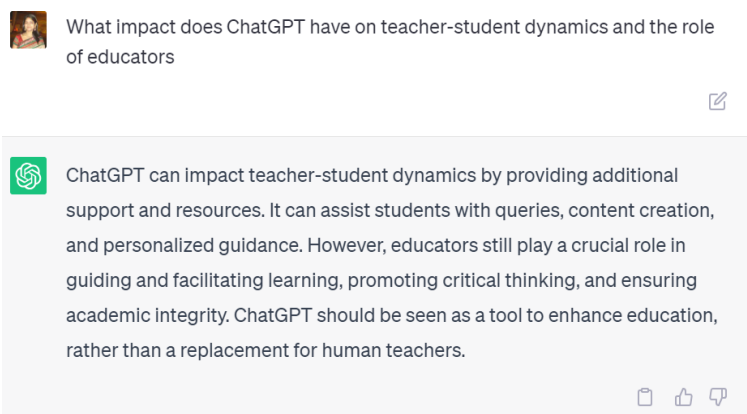 What impact does ChatGPT have on teacher-student dynamics and the role
of educators
ChatGPT can impact teacher-student dynamics by providing additional
support and resources. It can assist students with queries, content creation,
and personalized guidance. However, educators still play a crucial role in
guiding and facilitating learning, promoting critical thinking, and ensuring
academic integrity. ChatGPT should be seen as a tool to enhance education,
rather than a replacement for human teachers.